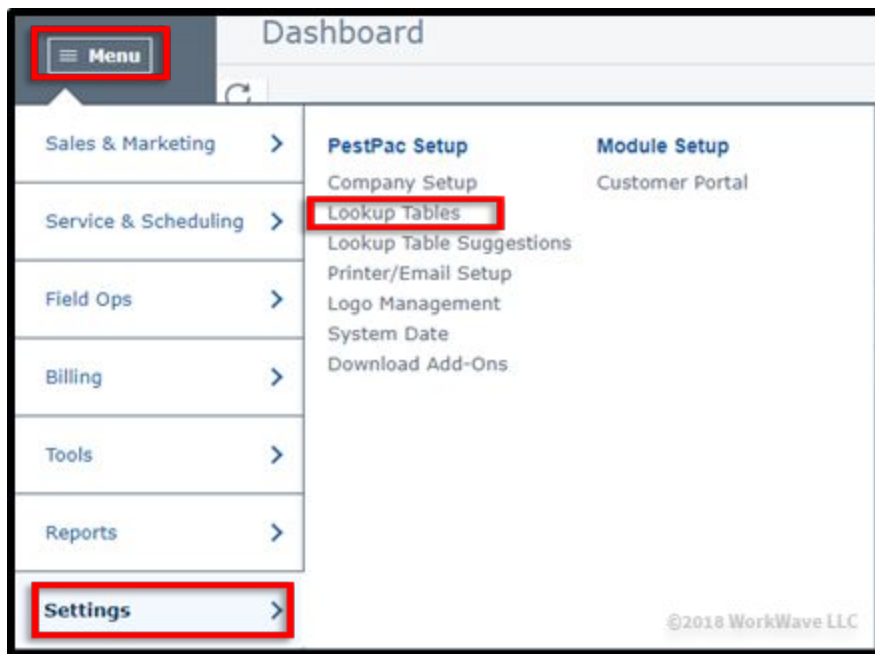 Menu
Dashboard
Sales & Marketing
Service & Scheduling
Field Ops
Billing
Tools
Reports
Settings
PestPac Setup
Company Setup
Lookup Tables
Lookup Table Suggestions
Printer/Email Setup
Logo Management
System Date
Download Add-Ons
Module Setup
Customer Portal
©2018 WorkWave LLC